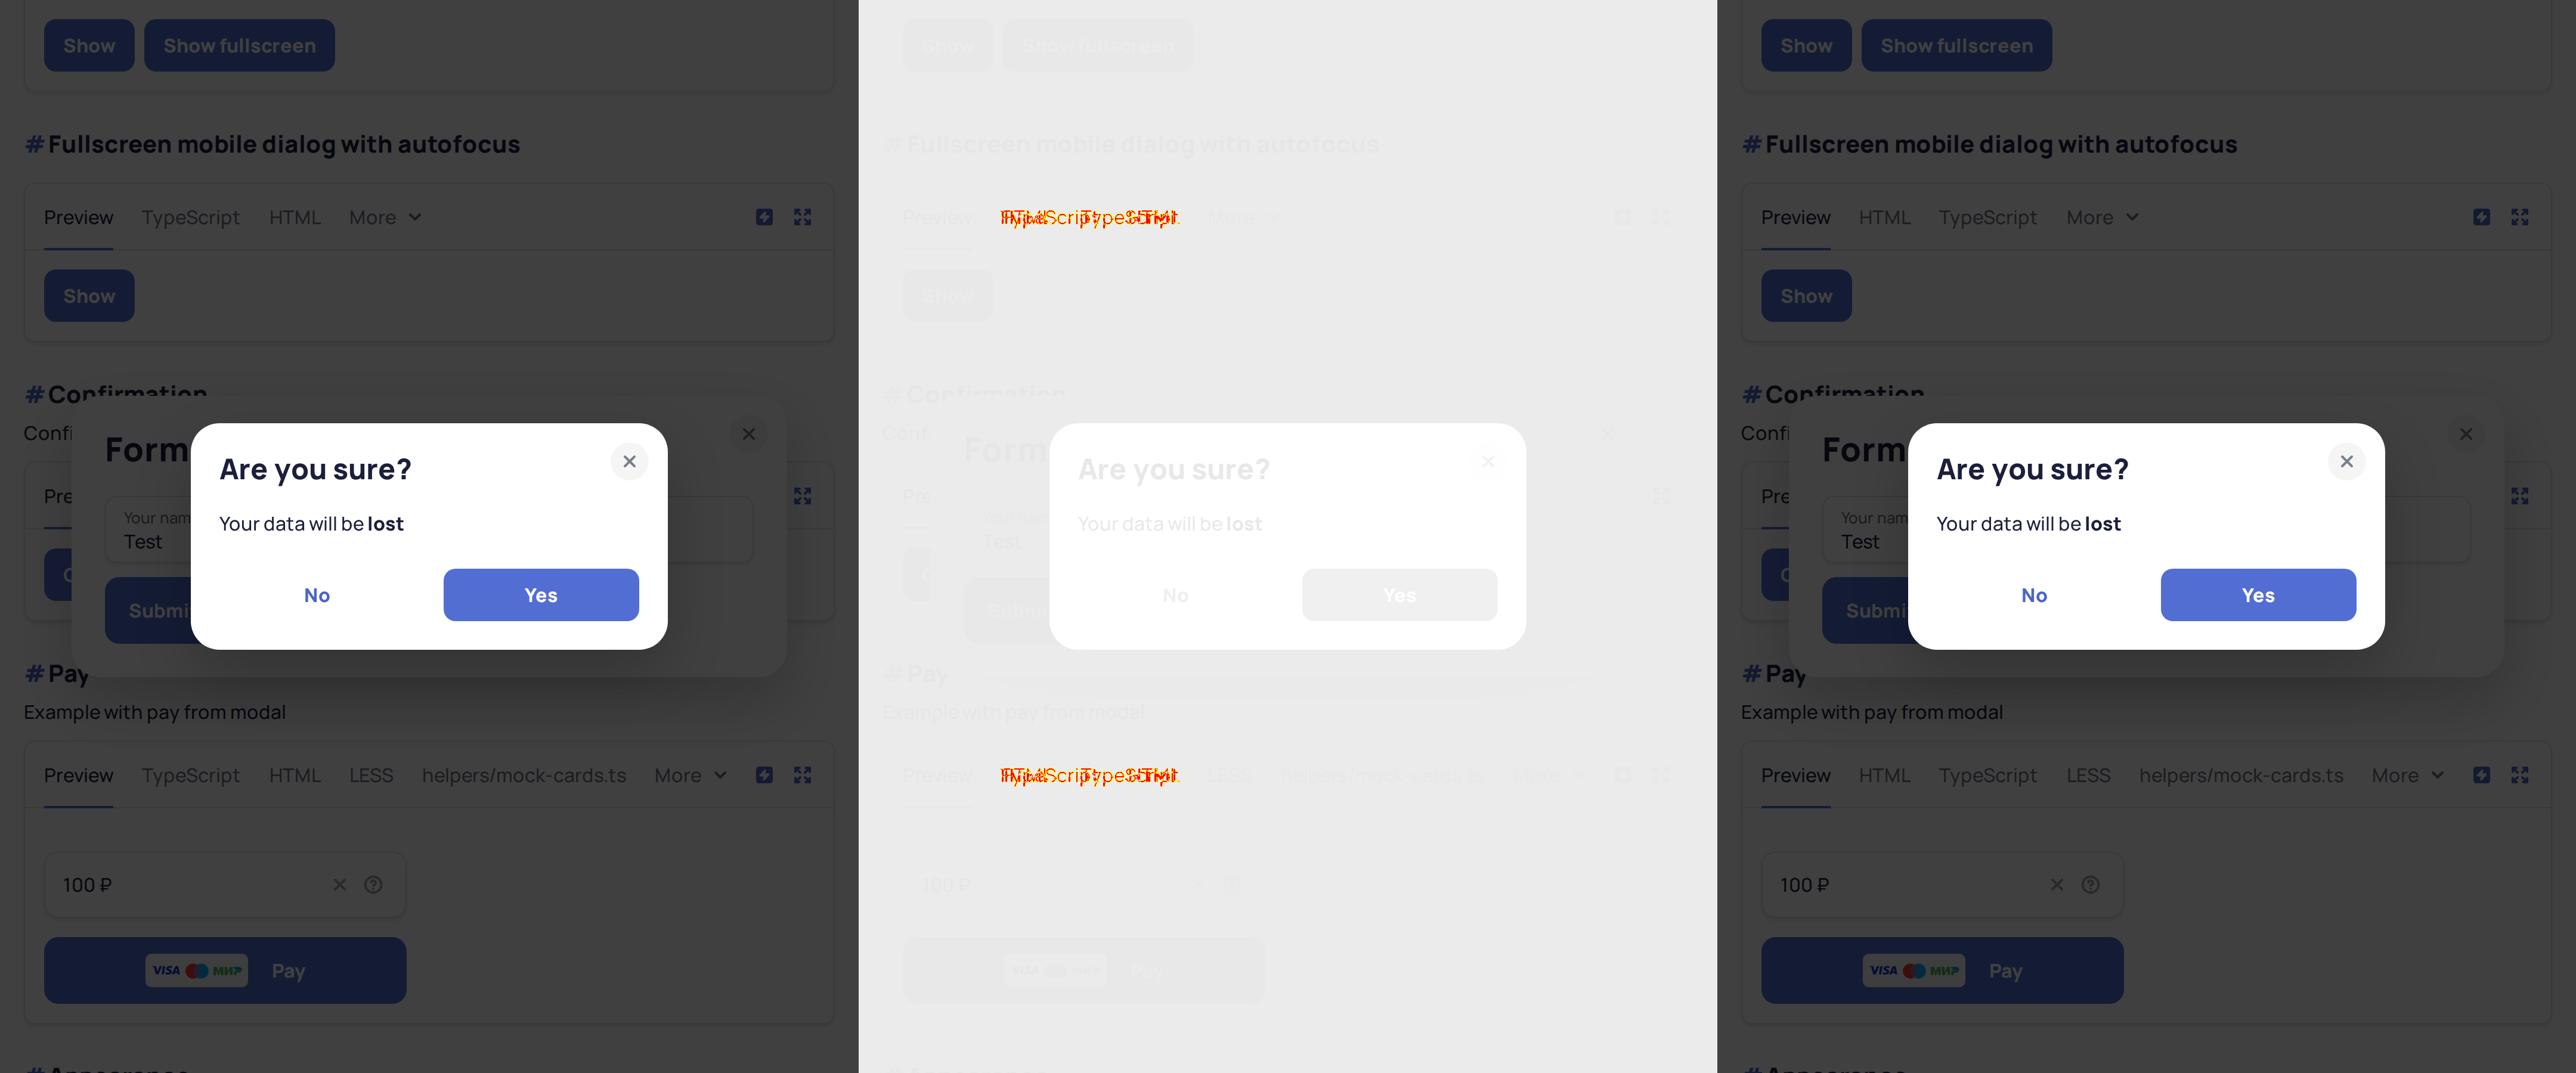 Show Show fullscreen
#Fullscreen mobile dialog with autofocus
Preview TypeScript HTML More
Show
#Confirmation
Confi
Form
Pre
Your nam
Test
Submi
Are you sure?
Your data will be lost
No Yes
#Pay
Example with pay from modal
Preview TypeScript HTML LESS helpers/mock-cards.ts More
100 ₽
VISA МИР Pay
#Appearance
Show Show fullscreen
#Fullscreen mobile dialog with autofocus
Preview More
Show
#Confirmation
Conf
Form
Pre
Test
Are you sure?
Your data will be lost
No Yes
#Pay
Example with pay from modal
Preview LESS helpers/mock-cards.ts
100 ₽
VISA Pay
Show Show fullscreen
#Fullscreen mobile dialog with autofocus
Preview HTML TypeScript More
Show
#Confirmation
Confi
Form
Pre
Your nam
Test
Submi
Are you sure?
Your data will be lost
No Yes
#Pay
Example with pay from modal
Preview HTML TypeScript LESS helpers/mock-cards.ts More
100 ₽
VISA МИР Pay
#Appearance